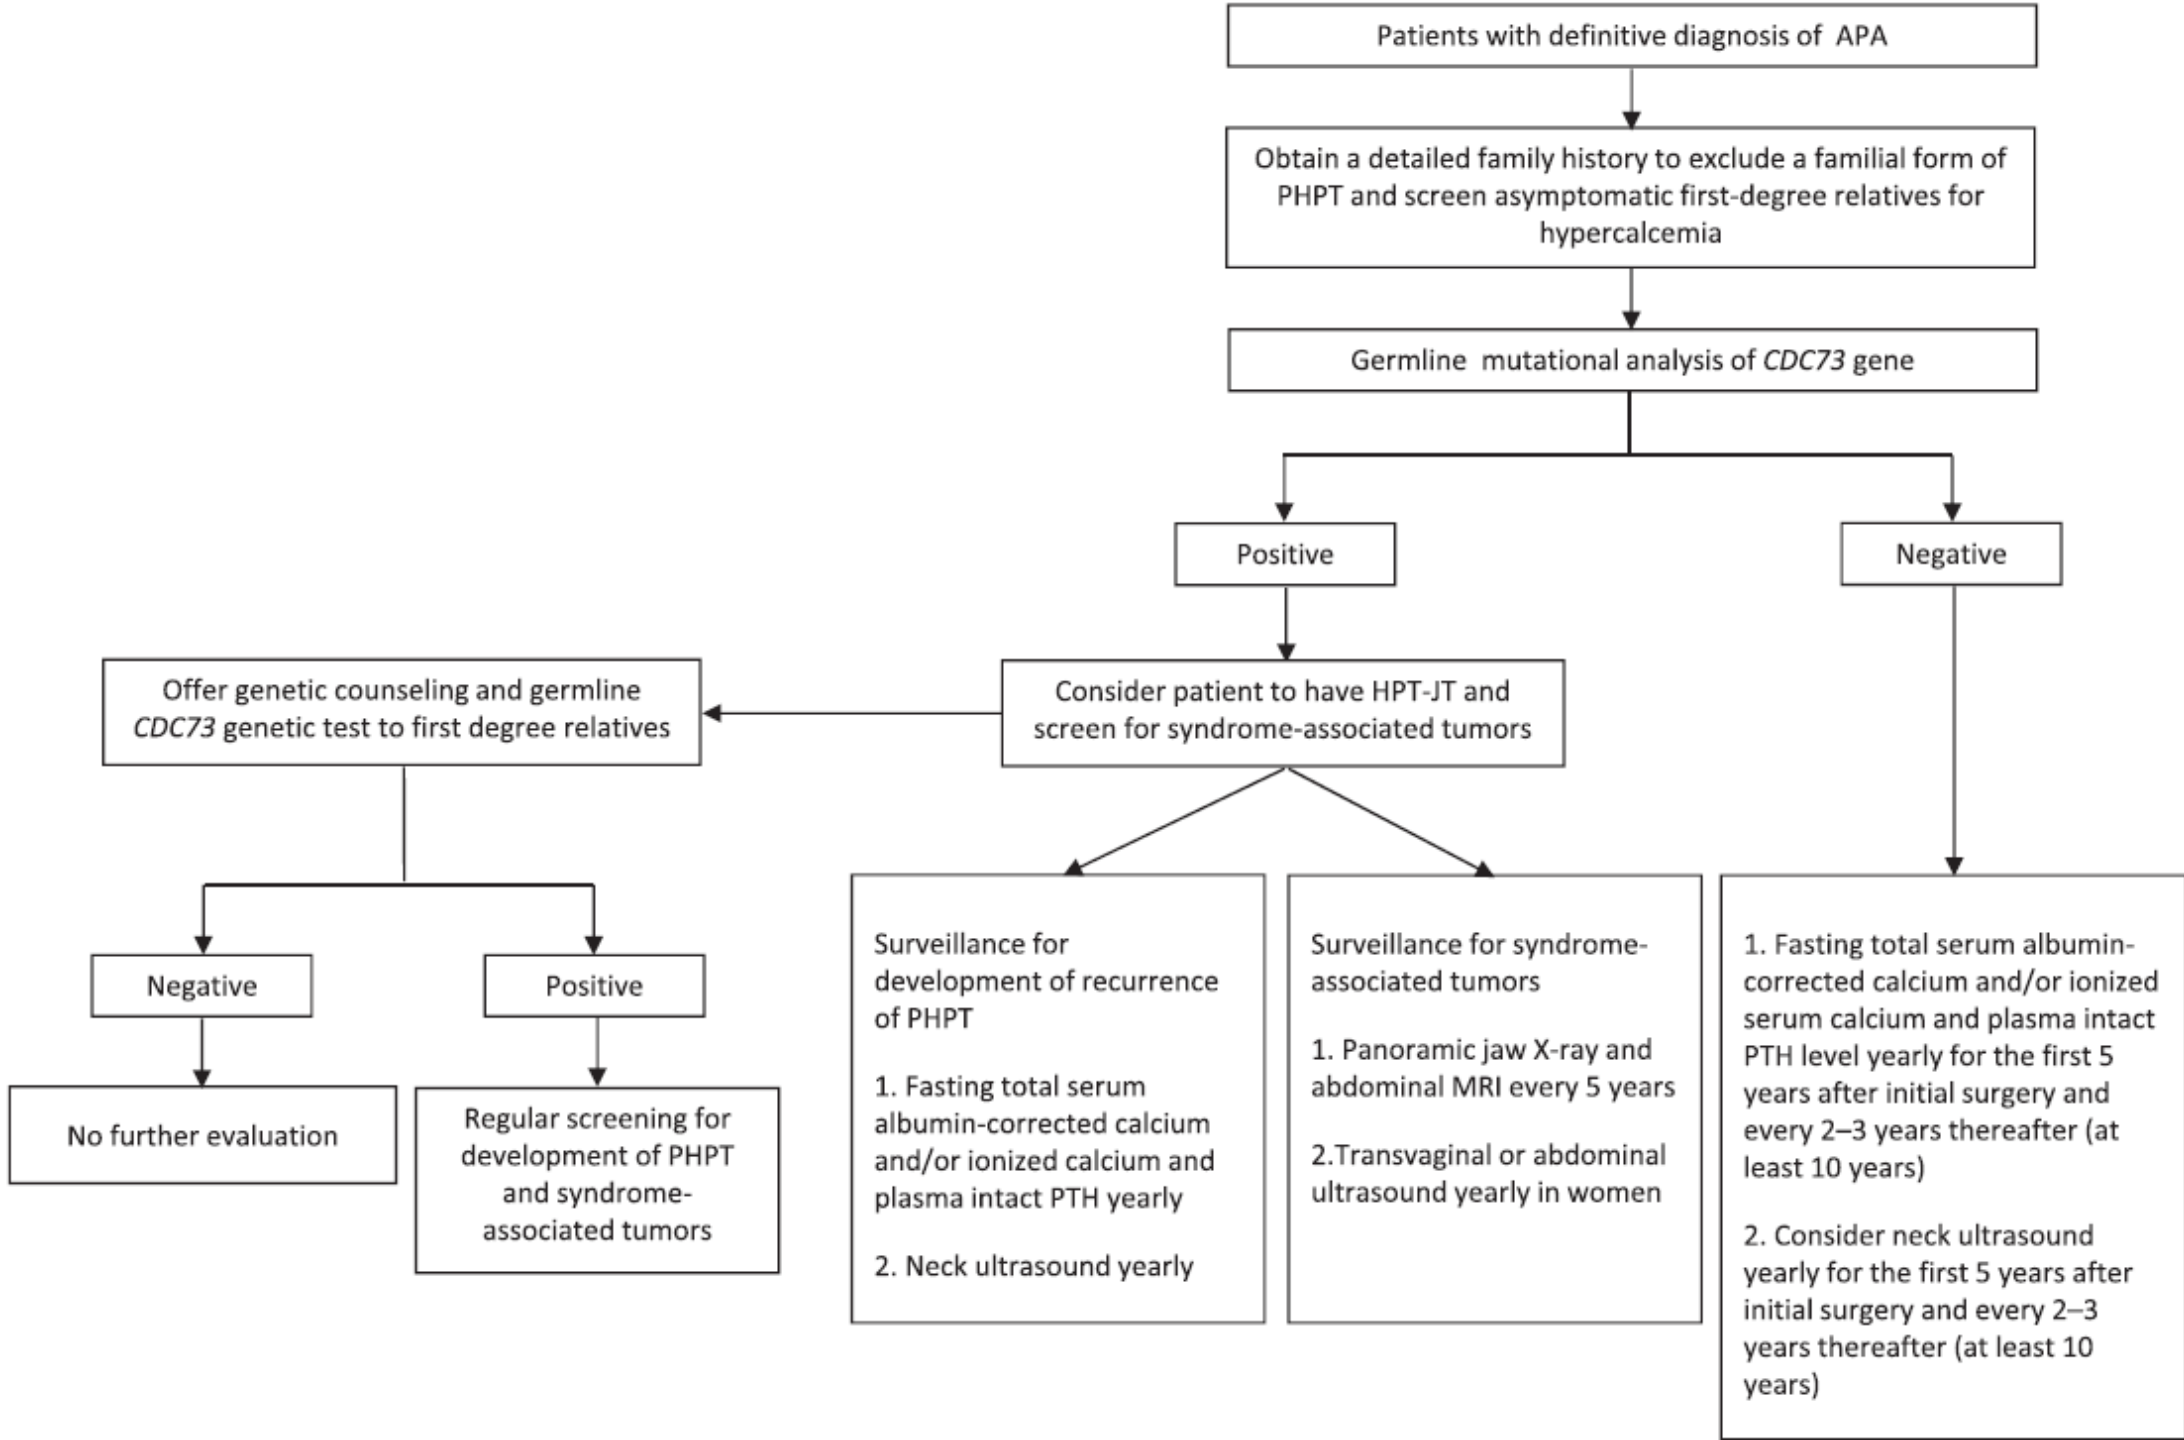 Patients with definitive diagnosis of APA
Obtain a detailed family history to exclude a familial form of
PHPT and screen asymptomatic first-degree relatives for
hypercalcemia
Germline mutational analysis of CDC73 gene
Positive
Negative
Offer genetic counseling and germline
CDC73 genetic test to first degree relatives
Consider patient to have HPT-JT and
screen for syndrome-associated tumors
Negative
Positive
No further evaluation
Regular screening for
development of PHPT
and syndrome-
associated tumors
Surveillance for
development of recurrence
of PHPT
1. Fasting total serum
albumin-corrected calcium
and/or ionized calcium and
plasma intact PTH yearly
2. Neck ultrasound yearly
Surveillance for syndrome-
associated tumors
1. Panoramic jaw X-ray and
abdominal MRI every 5 years
2.Transvaginal or abdominal
ultrasound yearly in women
1. Fasting total serum albumin-
corrected calcium and/or ionized
serum calcium and plasma intact
PTH level yearly for the first 5
years after initial surgery and
every 2–3 years thereafter (at
least 10 years)
2. Consider neck ultrasound
yearly for the first 5 years after
initial surgery and every 2–3
years thereafter (at least 10
years)